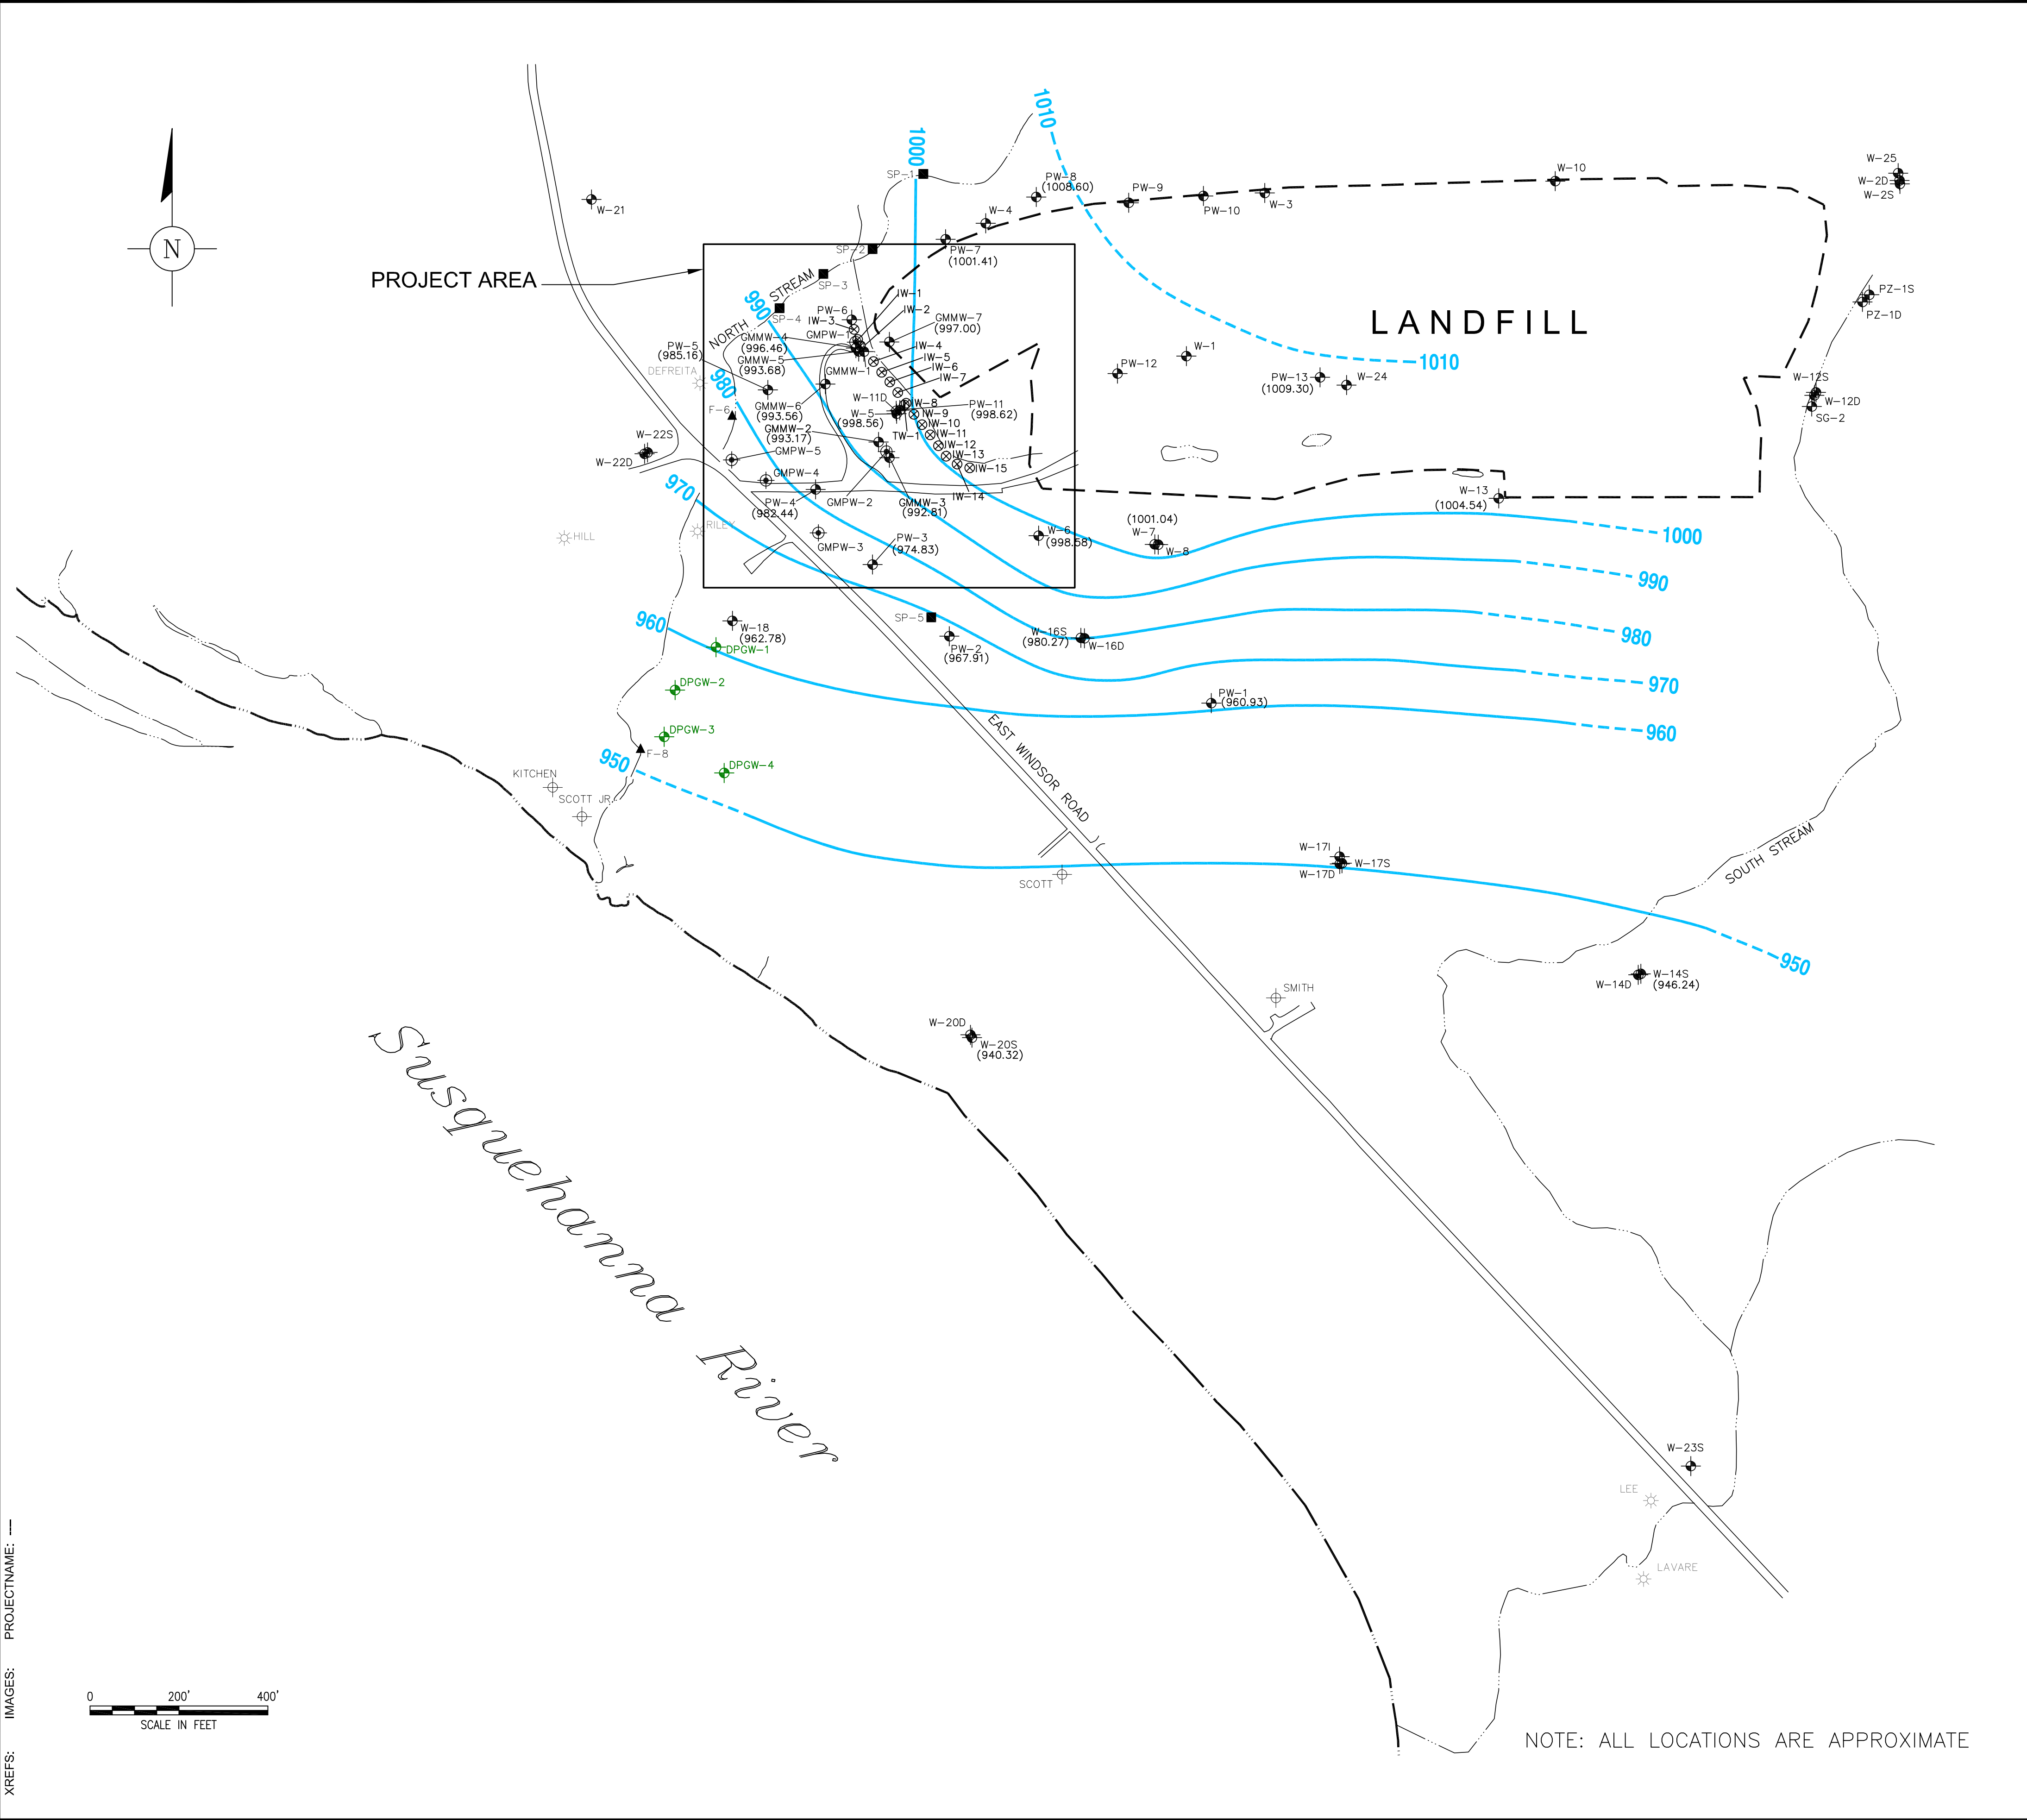 1010
1000
SP-1
PW-8
(1008.60)
PW-9
PW-10
W-3
W-10
W-25
W-2D
W-2S
W-21
W-4
N
PROJECT AREA
SP-2
PW-7
(1001.41)
SP-3
NORTH STREAM
990
SP-4
PW-6
IW-3
GMPW-1
IW-1
IW-2
GMMW-7
(997.00)
LANDFILL
PZ-1S
PZ-1D
GMMW-4
(996.46)
PW-5
(985.16)
GMMW-5
(993.68)
DEFREITA
980
GMMW-1
IW-4
IW-5
IW-6
IW-7
PW-12
W-1
1010
PW-13
(1009.30)
W-24
W-12S
W-12D
SG-2
F-6
GMMW-6
(993.56)
W-11D
W-5
(998.56)
IW-8
PW-11
(998.62)
IW-9
IW-10
IW-11
IW-12
IW-13
IW-15
IW-14
TW-1
GMMW-2
(993.17)
GMPW-5
W-22S
W-22D
GMPW-4
970
PW-4
(982.44)
GMPW-2
GMMW-3
(992.81)
W-13
(1004.54)
RILEY
HILL
GMPW-3
PW-3
(974.83)
W-6
(998.58)
(1001.04)
W-7
W-8
1000
990
960
W-18
(962.78)
SP-5
PW-2
(967.91)
W-16S
(980.27)
W-16D
980
DPGW-1
DPGW-2
970
PW-1
(960.93)
DPGW-3
960
F-8
950
DPGW-4
EAST WINDSOR ROAD
KITCHEN
SCOTT JR.
W-17I
W-17S
W-17D
SCOTT
SOUTH STREAM
950
W-14S
W-14D
(946.24)
SMITH
W-20D
W-20S
(940.32)
Susquehanna River
W-23S
LEE
LAVARE
0 200' 400'
SCALE IN FEET
NOTE: ALL LOCATIONS ARE APPROXIMATE
XREFS: IMAGES: PROJECTNAME: ----